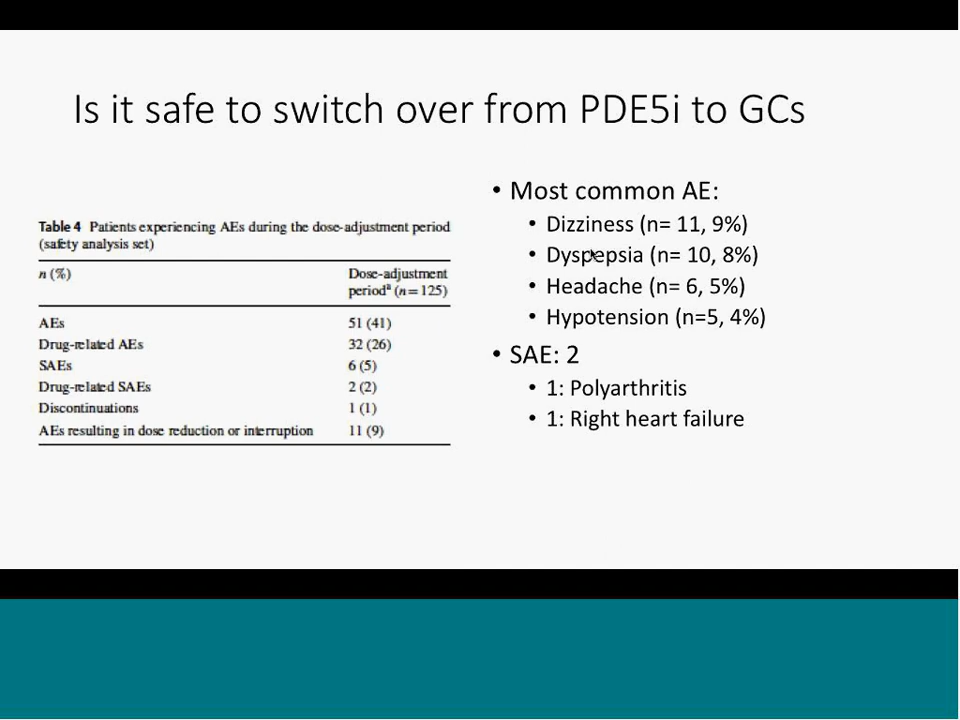 Is it safe to switch over from PDE5i to GCs
Table 4 Patients experiencing AEs during the dose-adjustment period
(safety analysis set)
n (%) Dose-adjustment
periodᵃ (n=125)
AEs 51 (41)
Drug-related AEs 32 (26)
SAEs 6 (5)
Drug-related SAEs 2 (2)
Discontinuations 1 (1)
AEs resulting in dose reduction or interruption 11 (9)
• Most common AE:
• Dizziness (n= 11, 9%)
• Dyspepsia (n= 10, 8%)
• Headache (n= 6, 5%)
• Hypotension (n=5, 4%)
• SAE: 2
• 1: Polyarthritis
• 1: Right heart failure